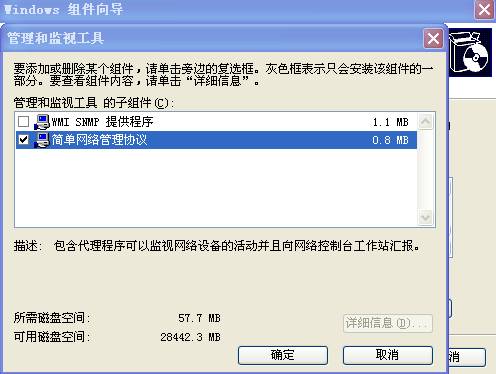 Windows 组件向导
管理和监视工具
要添加或删除某个组件，请单击旁边的复选框。灰色框表示只会安装该组件的一
部分。要查看组件内容，请单击“详细信息”。
管理和监视工具 的子组件(C):
WMI SNMP 提供程序 1.1 MB
简单网络管理协议 0.8 MB
描述: 包含代理程序可以监视网络设备的活动并且向网络控制台工作站汇报。
所需磁盘空间: 57.7 MB
详细信息(D)...
可用磁盘空间: 28442.3 MB
确定 取消 消